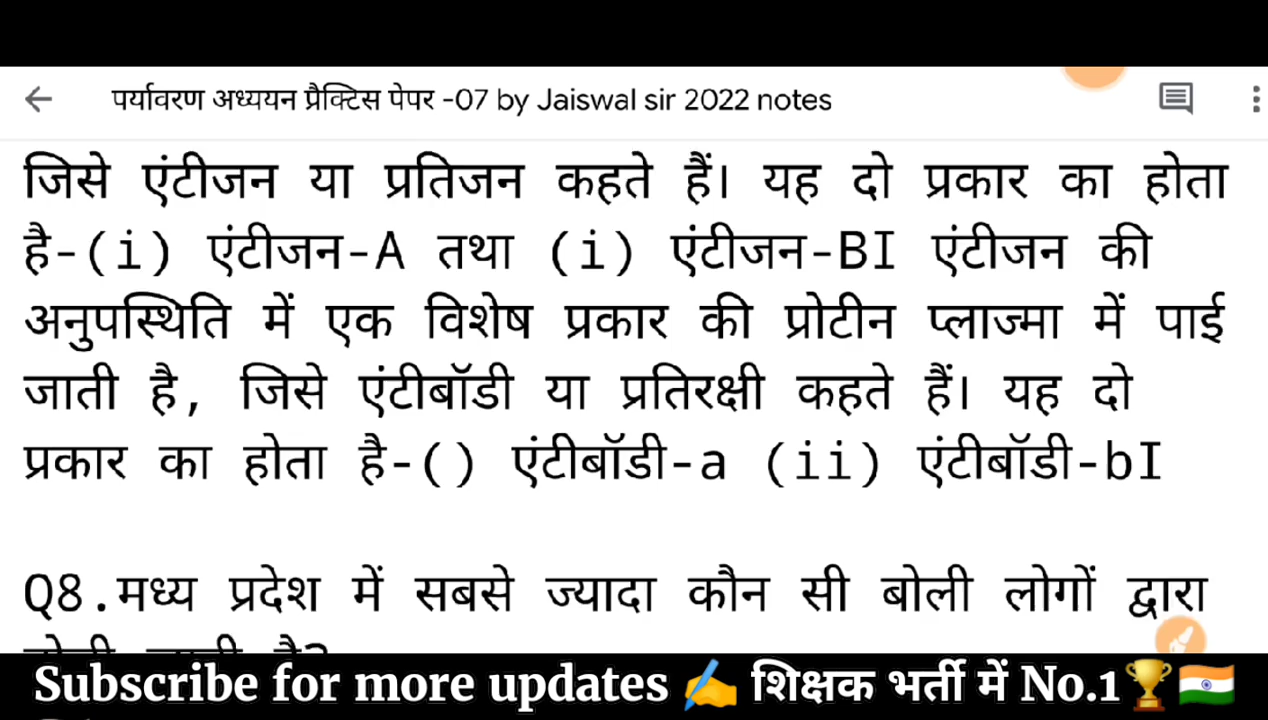 पर्यावरण अध्ययन प्रैक्टिस पेपर -07 by Jaiswal sir 2022 notes
जिसे एंटीजन या प्रतिजन कहते हैं। यह दो प्रकार का होता
है-(i) एंटीजन-A तथा (i) एंटीजन-BI एंटीजन की
अनुपस्थिति में एक विशेष प्रकार की प्रोटीन प्लाज्मा में पाई
जाती है, जिसे एंटीबॉडी या प्रतिरक्षी कहते हैं। यह दो
प्रकार का होता है-() एंटीबॉडी-a (ii) एंटीबॉडी-bI
Q8.मध्य प्रदेश में सबसे ज्यादा कौन सी बोली लोगों द्वारा
Subscribe for more updates ✍️ शिक्षक भर्ती में No.1🏆🇮🇳